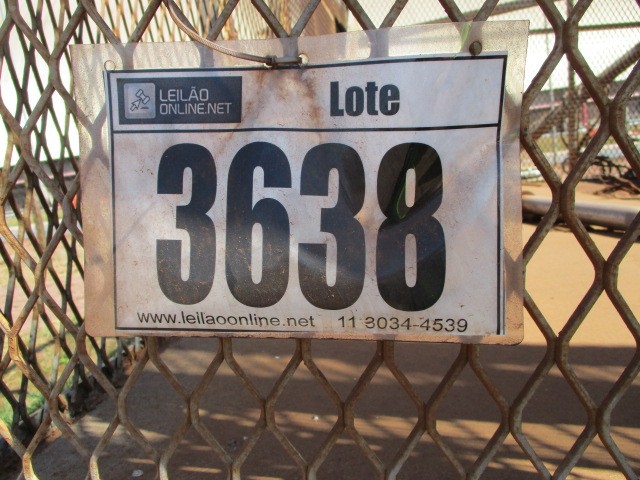 LEILÃO
ONLINE.NET
Lote
3638
www.leilaoonline.net 11 3034-4539